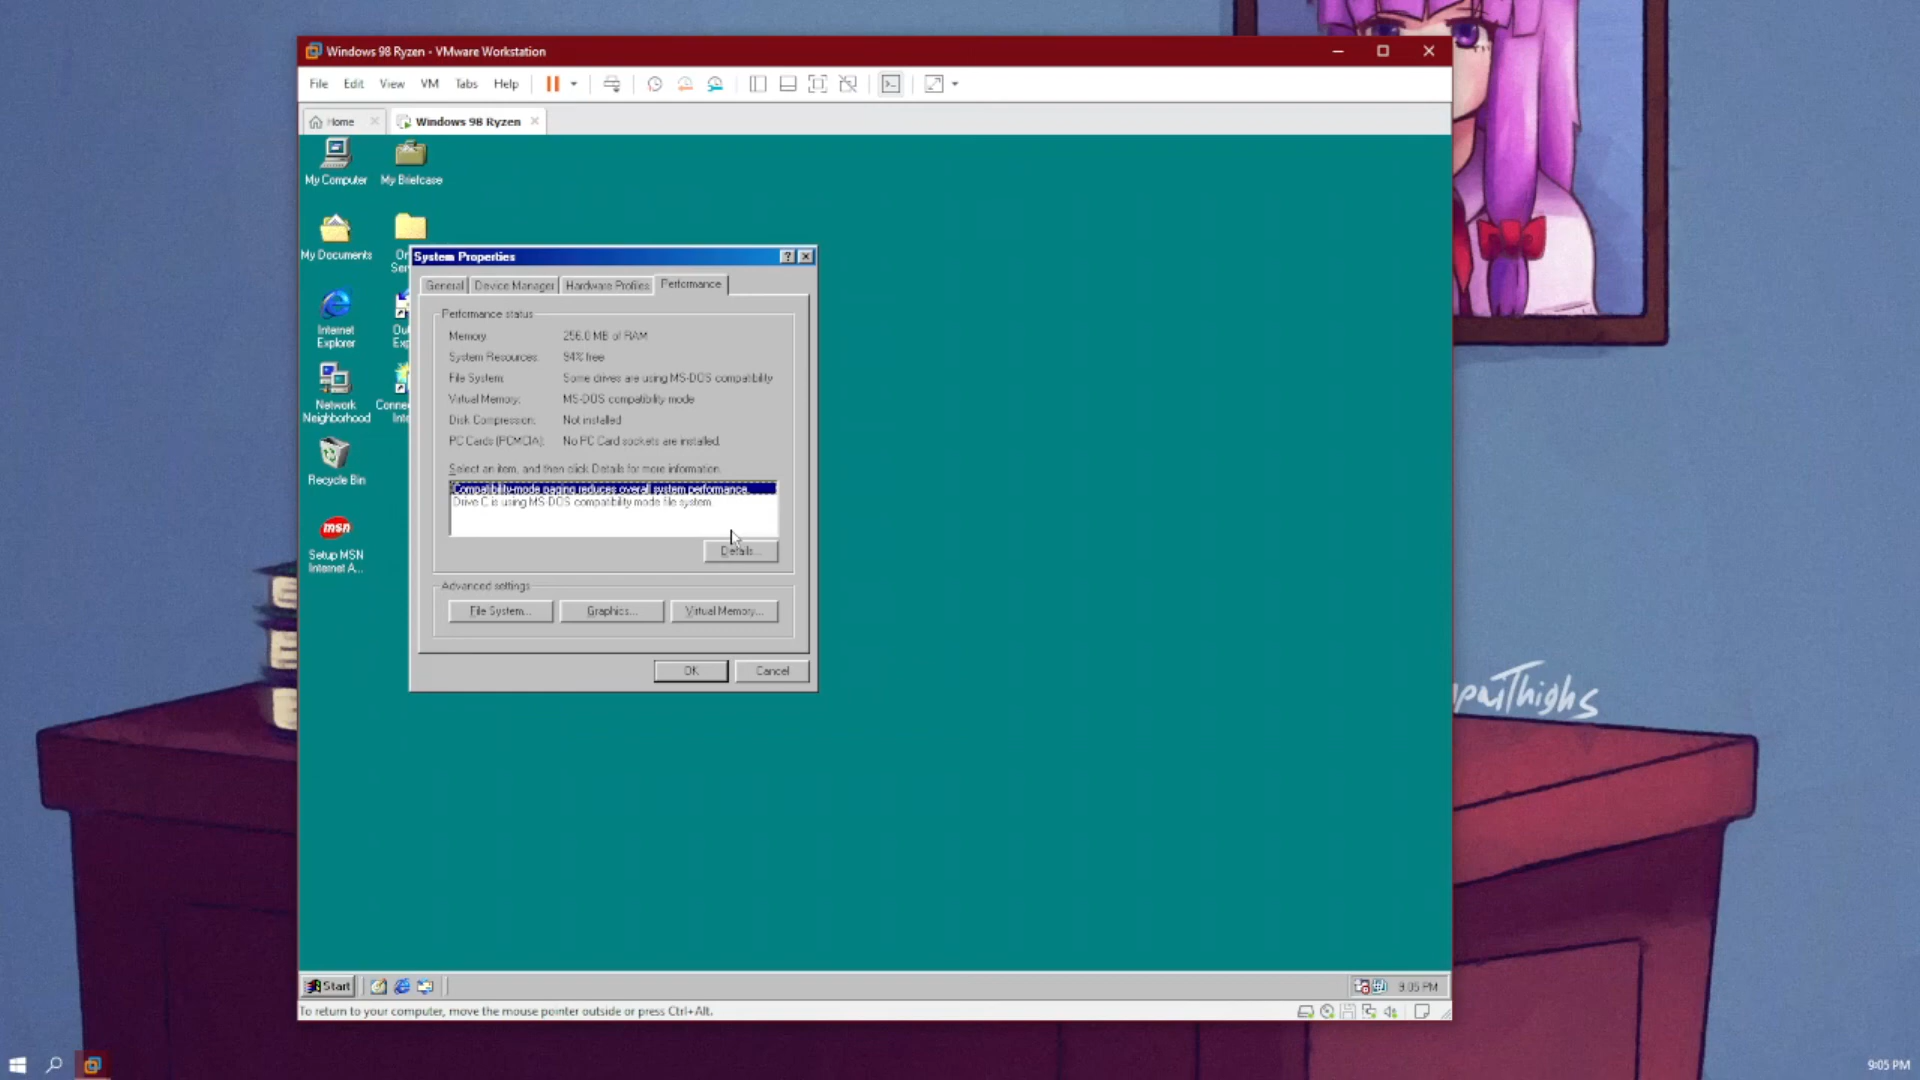 Windows 98 Ryzen - VMware Workstation
File Edit View VM Tabs Help
Home
Windows 98 Ryzen
My Computer
My Briefcase
My Documents
Internet Explorer
Network Neighborhood
Recycle Bin
msn
Setup MSN Internet A...
System Properties
General Device Manager Hardware Profiles Performance
Performance status
Memory: 256.0 MB of RAM
System Resources: 94% free
File System: Some drives are using MS-DOS compatibility
Virtual Memory: MS-DOS compatibility mode
Disk Compression: Not installed
PC Cards (PCMCIA): No PC Card sockets are installed.
Select an item, and then click Details for more information.
Compatibility-mode paging reduces overall system performance.
Drive C is using MS-DOS compatibility mode file system.
Details...
Advanced settings
File System... Graphics... Virtual Memory...
OK Cancel
Start
9:05 PM
To return to your computer, move the mouse pointer outside or press Ctrl+Alt.
9:05 PM